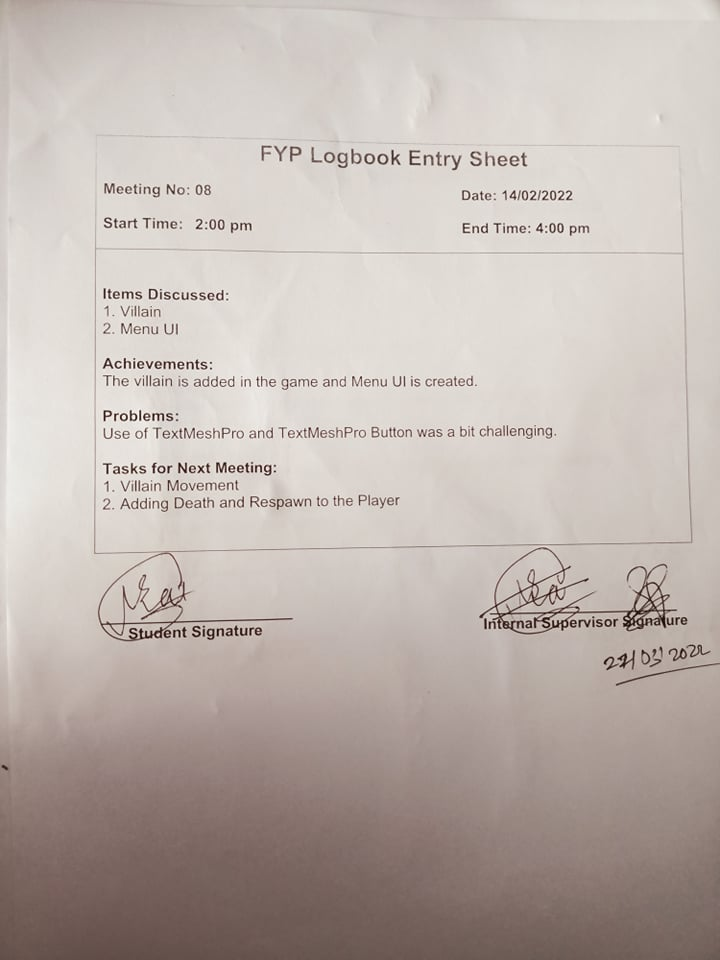 FYP Logbook Entry Sheet
Meeting No: 08
Date: 14/02/2022
Start Time: 2:00 pm
End Time: 4:00 pm
Items Discussed:
1. Villain
2. Menu UI
Achievements:
The villain is added in the game and Menu UI is created.
Problems:
Use of TextMeshPro and TextMeshPro Button was a bit challenging.
Tasks for Next Meeting:
1. Villain Movement
2. Adding Death and Respawn to the Player
Student Signature
Internal Supervisor Signature
27/03/2022